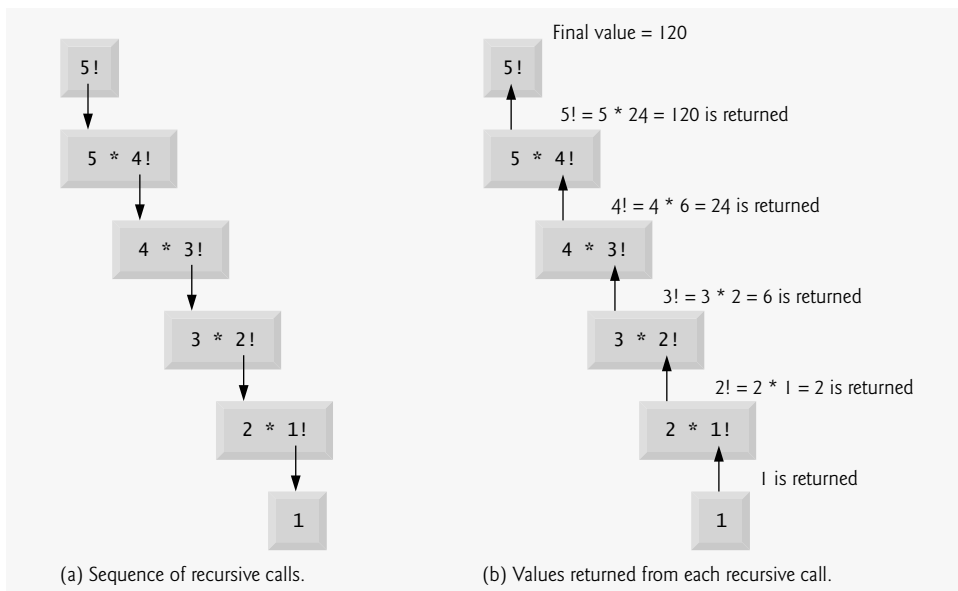 5!
5 * 4!
4 * 3!
3 * 2!
2 * 1!
1
(a) Sequence of recursive calls.
Final value = 120
5!
5! = 5 * 24 = 120 is returned
5 * 4!
4! = 4 * 6 = 24 is returned
4 * 3!
3! = 3 * 2 = 6 is returned
3 * 2!
2! = 2 * 1 = 2 is returned
2 * 1!
1 is returned
1
(b) Values returned from each recursive call.